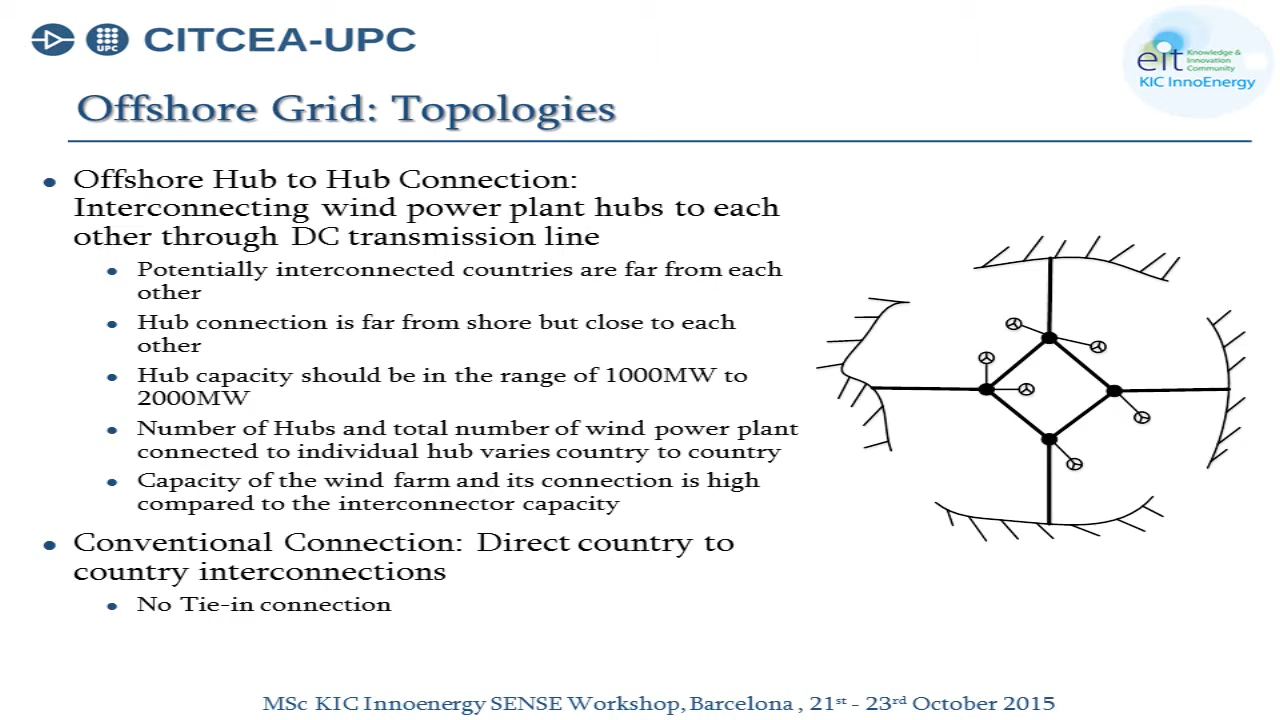 UPC
CITCEA-UPC
eit Knowledge &
Innovation
Community
KIC InnoEnergy
Offshore Grid: Topologies
• Offshore Hub to Hub Connection:
Interconnecting wind power plant hubs to each
other through DC transmission line
• Potentially interconnected countries are far from each
other
• Hub connection is far from shore but close to each
other
• Hub capacity should be in the range of 1000MW to
2000MW
• Number of Hubs and total number of wind power plant
connected to individual hub varies country to country
• Capacity of the wind farm and its connection is high
compared to the interconnector capacity
• Conventional Connection: Direct country to
country interconnections
• No Tie-in connection
MSc KIC Innoenergy SENSE Workshop, Barcelona , 21st - 23rd October 2015